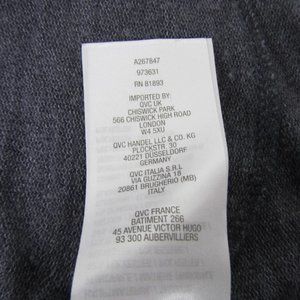 A267847
973631
RN 81893
IMPORTED BY:
QVC UK
CHISWICK PARK
566 CHISWICK HIGH ROAD
LONDON
W4 5XU
QVC HANDEL LLC & CO. KG
PLOCKSTR. 30
40221 DÜSSELDORF
GERMANY
QVC ITALIA S.R.L
VIA GUZZINA 18
20861 BRUGHERIO (MB)
ITALY
QVC FRANCE
BATIMENT 266
45 AVENUE VICTOR HUGO
93 300 AUBERVILLIERS